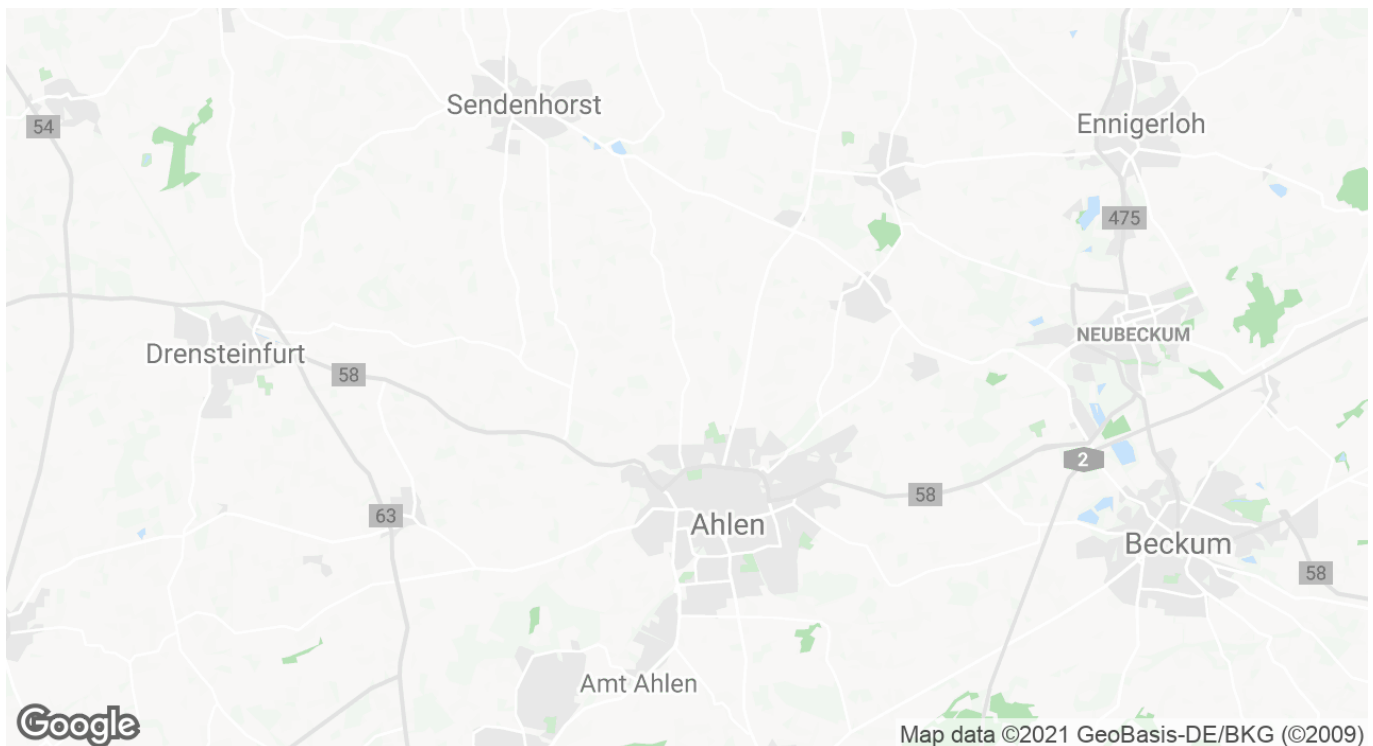 Sendenhorst
Ennigerloh
54
475
NEUBECKUM
Drensteinfurt
58
2
58
63
Ahlen
Beckum
58
Amt Ahlen
Google
Map data ©2021 GeoBasis-DE/BKG (©2009)